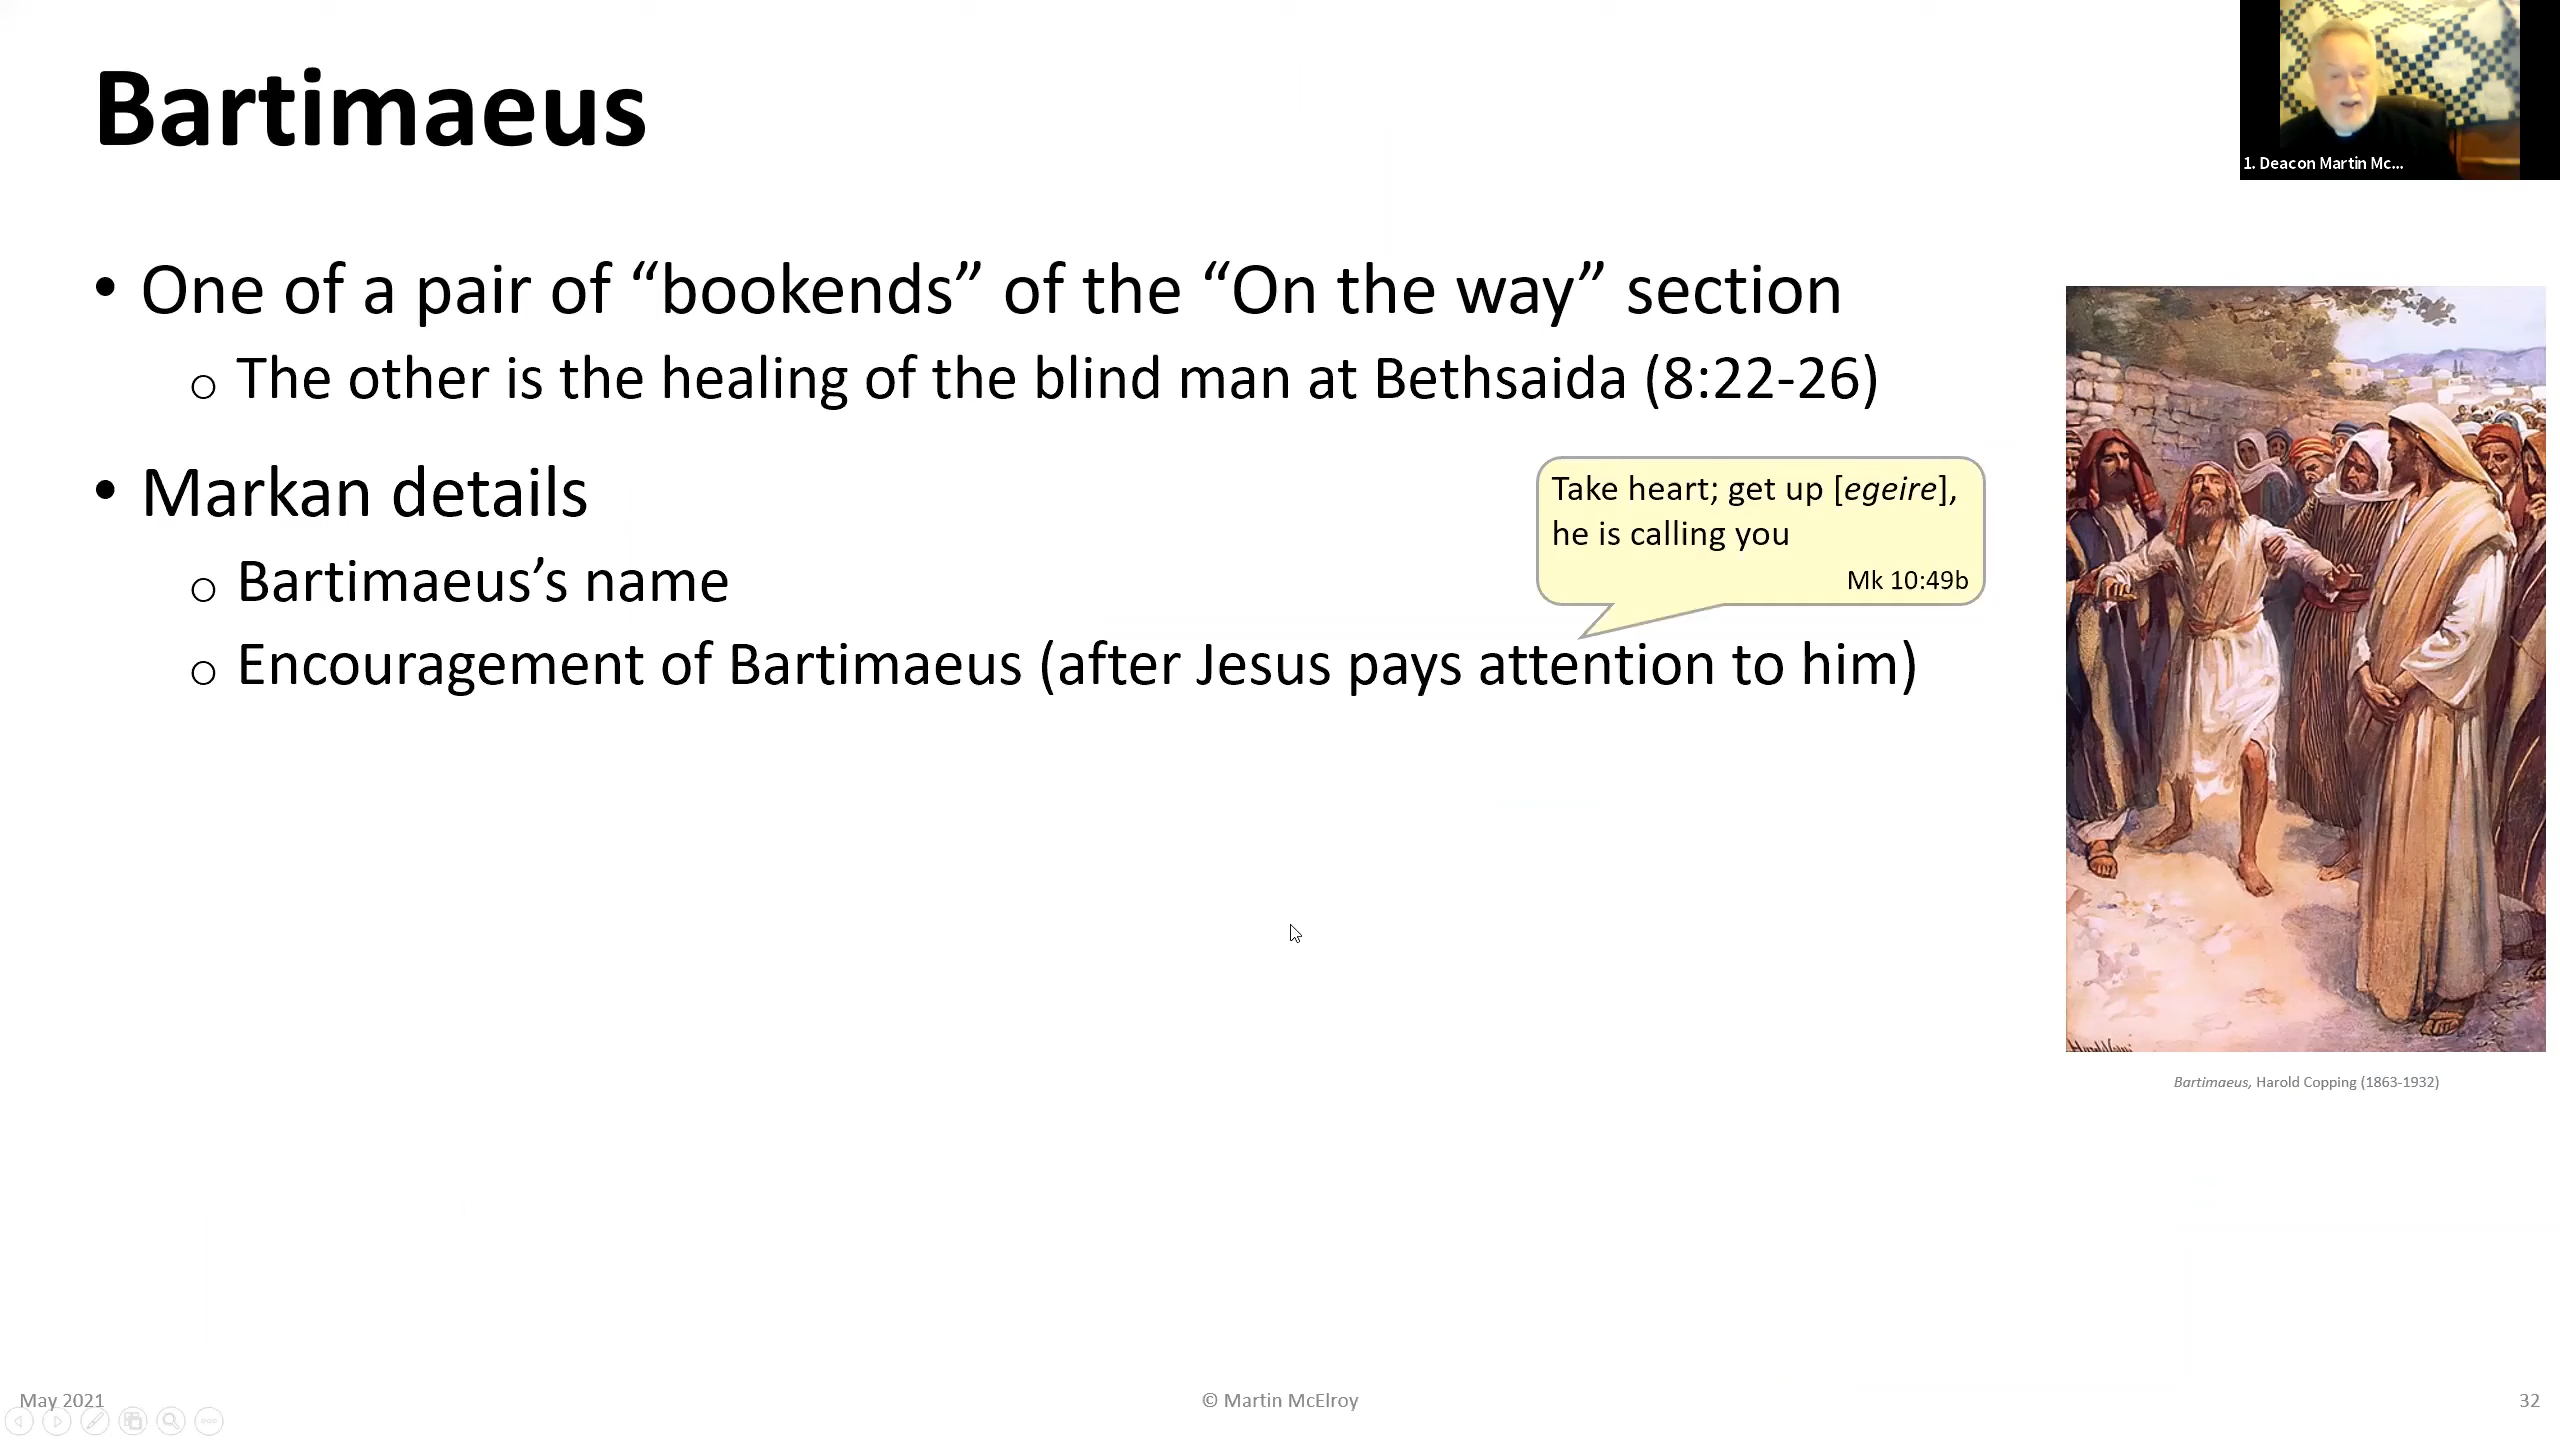 Bartimaeus
1. Deacon Martin Mc...
• One of a pair of “bookends” of the “On the way” section
o The other is the healing of the blind man at Bethsaida (8:22-26)
• Markan details
Take heart; get up [egeire],
he is calling you
Mk 10:49b
o Bartimaeus’s name
o Encouragement of Bartimaeus (after Jesus pays attention to him)
Bartimaeus, Harold Copping (1863-1932)
May 2021
© Martin McElroy
32